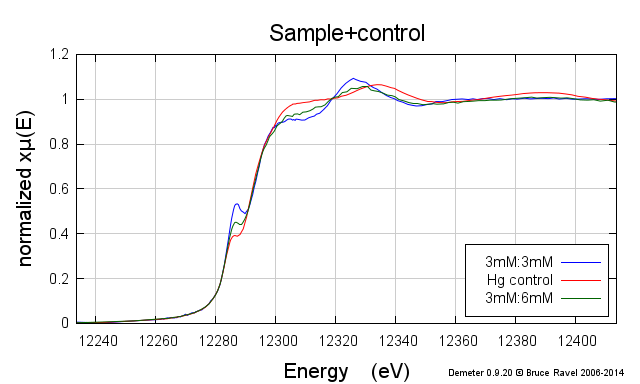 Sample+control
normalized xμ(E)
1.2
1
0.8
0.6
0.4
0.2
0
3mM:3mM
Hg control
3mM:6mM
12240 12260 12280 12300 12320 12340 12360 12380 12400
Energy (eV)
Demeter 0.9.20 © Bruce Ravel 2006-2014